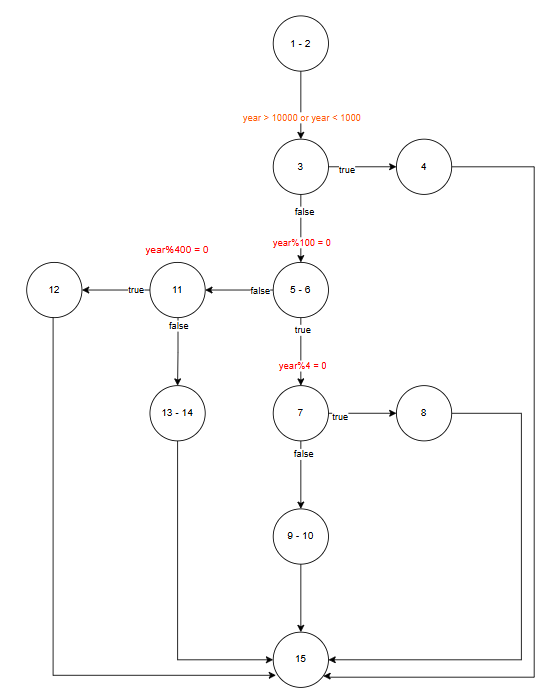 1 - 2
year > 10000 or year < 1000
3
true
4
false
year%400 = 0
year%100 = 0
12
true
11
false
5 - 6
false
true
year%4 = 0
13 - 14
7
true
8
false
9 - 10
15